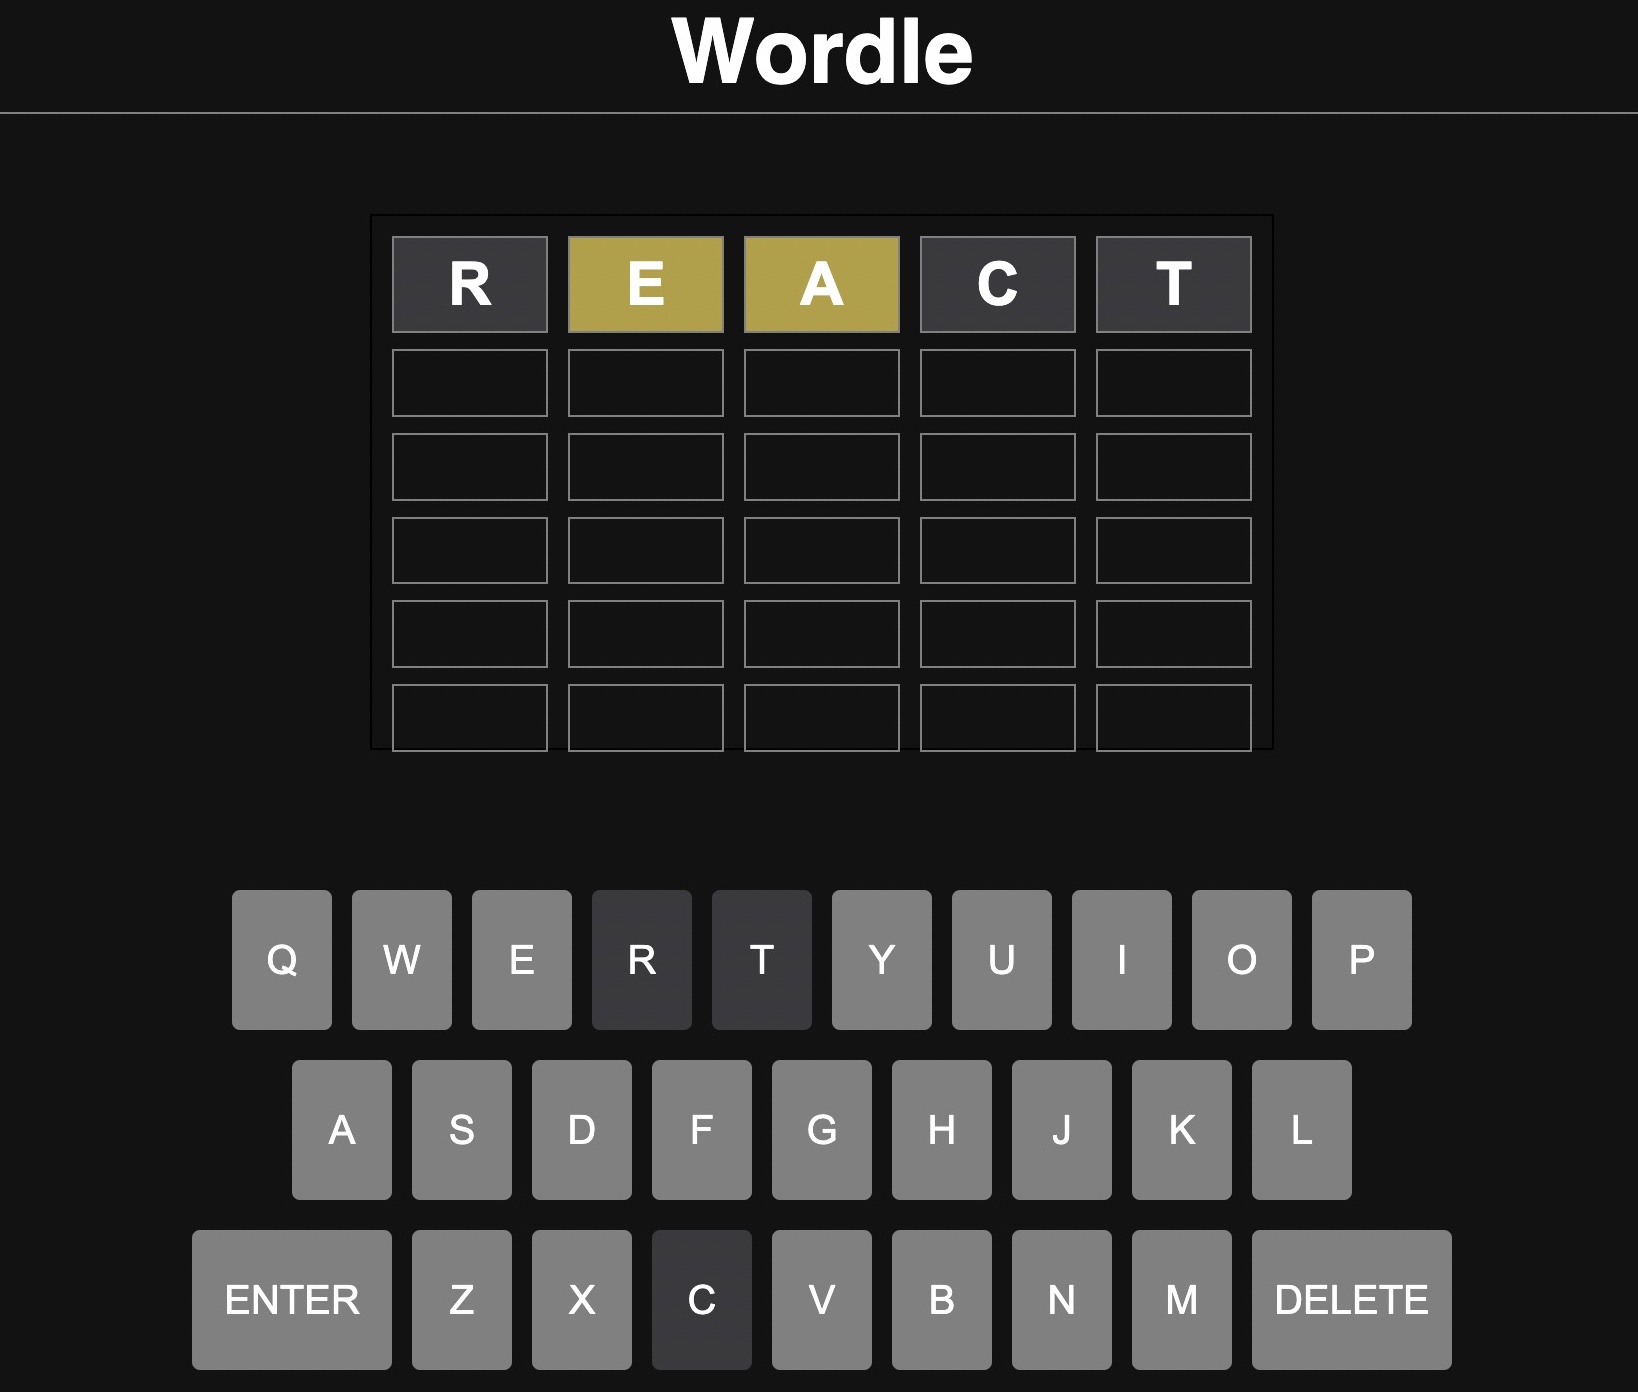 Wordle
R E A C T
Q W E R T Y U I O P
A S D F G H J K L
ENTER Z X C V B N M DELETE